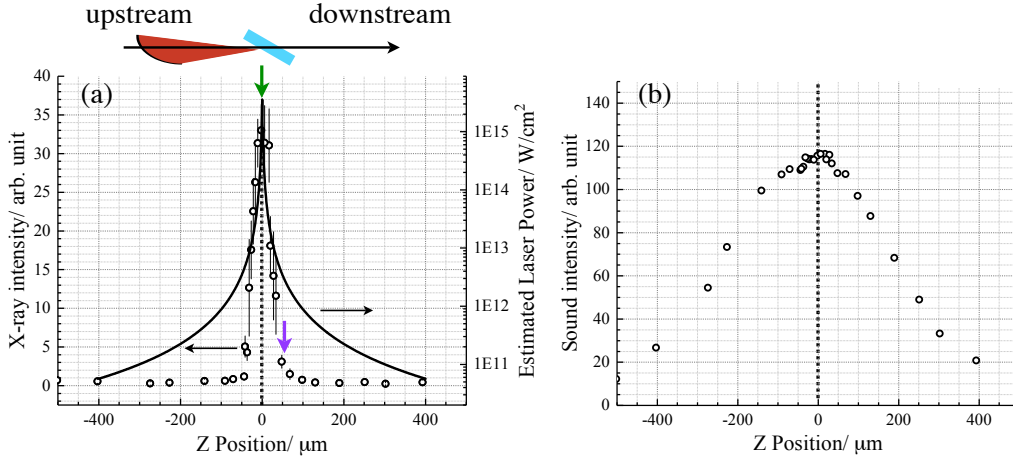 upstream downstream
(a)
40
35
30
25
20
15
10
5
0
X-ray intensity/ arb. unit
1E15
1E14
1E13
1E12
1E11
Estimated Laser Power/ W/cm²
-400 -200 0 200 400
Z Position/ μm
(b)
140
120
100
80
60
40
20
0
Sound intensity/ arb. unit
-400 -200 0 200 400
Z Position/ μm